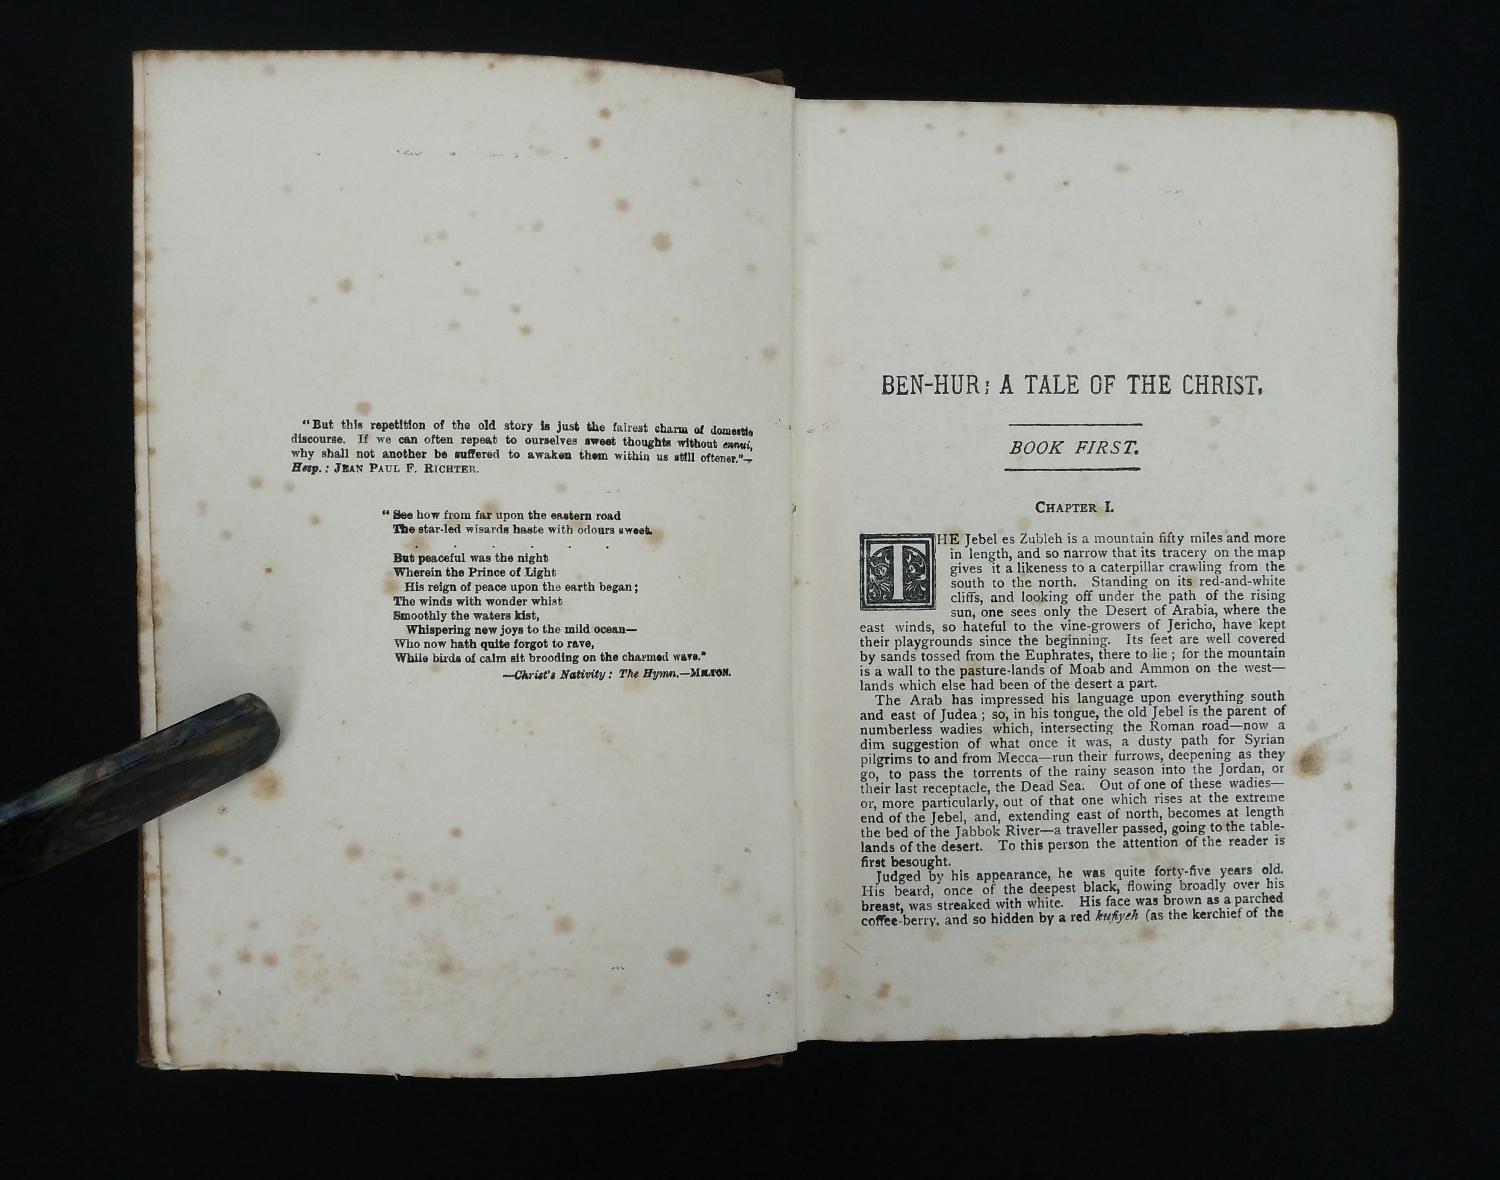 "But this repetition of the old story is just the fairest charm of domestic
discourse. If we can often repeat to ourselves sweet thoughts without ennui,
why shall not another be suffered to awaken them within us still oftener."—
Hesp.: JEAN PAUL F. RICHTER.
"See how from far upon the eastern road
The star-led wisards haste with odours sweet.
. . . . . .
But peaceful was the night
Wherein the Prince of Light
His reign of peace upon the earth began;
The winds with wonder whist
Smoothly the waters kist,
Whispering new joys to the mild ocean—
Who now hath quite forgot to rave,
While birds of calm sit brooding on the charmed wave."
—Christ's Nativity: The Hymn.—MILTON.
BEN-HUR: A TALE OF THE CHRIST.
BOOK FIRST.
CHAPTER I.
THE Jebel es Zubleh is a mountain fifty miles and more
in length, and so narrow that its tracery on the map
gives it a likeness to a caterpillar crawling from the
south to the north. Standing on its red-and-white
cliffs, and looking off under the path of the rising
sun, one sees only the Desert of Arabia, where the
east winds, so hateful to the vine-growers of Jericho, have kept
their playgrounds since the beginning. Its feet are well covered
by sands tossed from the Euphrates, there to lie; for the mountain
is a wall to the pasture-lands of Moab and Ammon on the west—
lands which else had been of the desert a part.
The Arab has impressed his language upon everything south
and east of Judea; so, in his tongue, the old Jebel is the parent of
numberless wadies which, intersecting the Roman road—now a
dim suggestion of what once it was, a dusty path for Syrian
pilgrims to and from Mecca—run their furrows, deepening as they
go, to pass the torrents of the rainy season into the Jordan, or
their last receptacle, the Dead Sea. Out of one of these wadies—
or, more particularly, out of that one which rises at the extreme
end of the Jebel, and, extending east of north, becomes at length
the bed of the Jabbok River—a traveller passed, going to the table-
lands of the desert. To this person the attention of the reader is
first besought.
Judged by his appearance, he was quite forty-five years old.
His beard, once of the deepest black, flowing broadly over his
breast, was streaked with white. His face was brown as a parched
coffee-berry, and so hidden by a red kufiyeh (as the kerchief of the